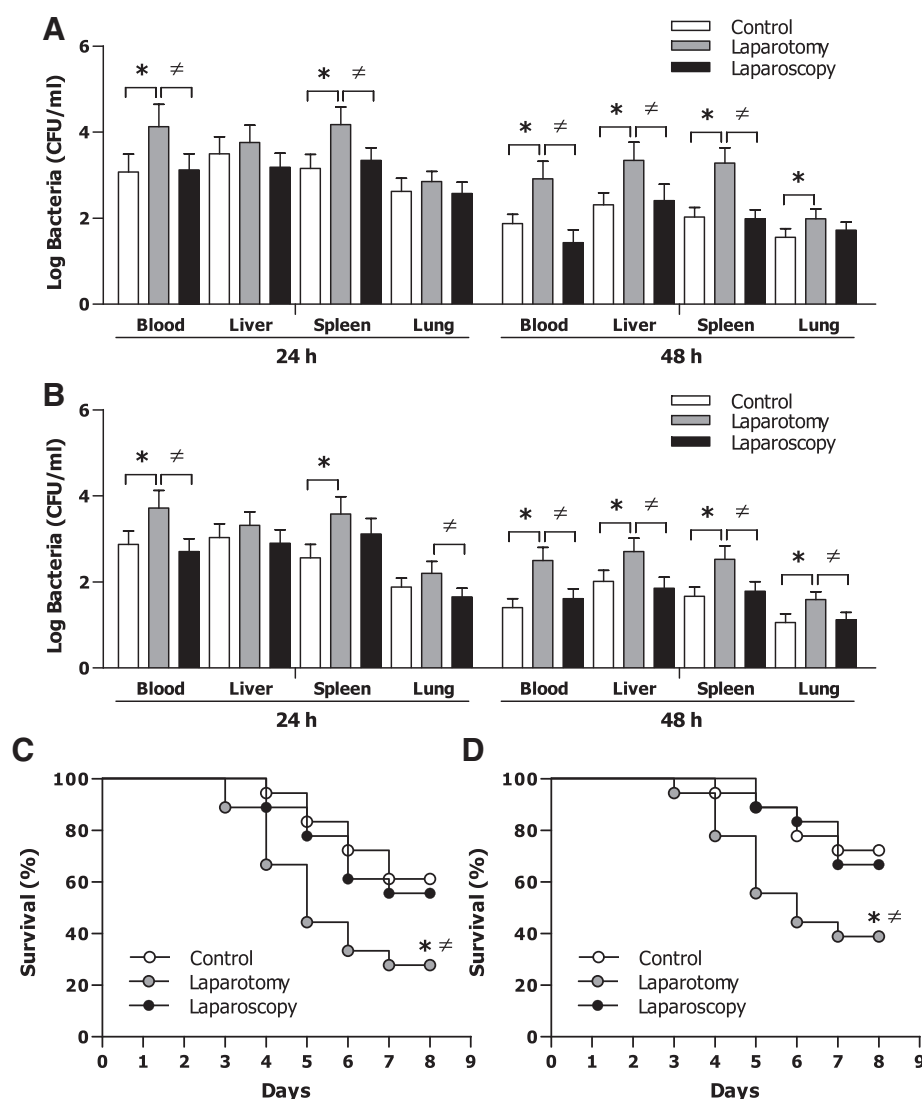 A
Control
Laparotomy
Laparoscopy
Log Bacteria (CFU/ml)
6
4
2
0
* ≠ * ≠ * ≠ * ≠ * ≠ *
Blood Liver Spleen Lung Blood Liver Spleen Lung
24 h 48 h
B
Control
Laparotomy
Laparoscopy
Log Bacteria (CFU/ml)
6
4
2
0
* ≠ * ≠ * ≠ * ≠ * ≠ * ≠
Blood Liver Spleen Lung Blood Liver Spleen Lung
24 h 48 h
C
Survival (%)
100
80
60
40
20
0
* ≠
Control
Laparotomy
Laparoscopy
0 1 2 3 4 5 6 7 8 9
Days
D
Survival (%)
100
80
60
40
20
0
* ≠
Control
Laparotomy
Laparoscopy
0 1 2 3 4 5 6 7 8 9
Days